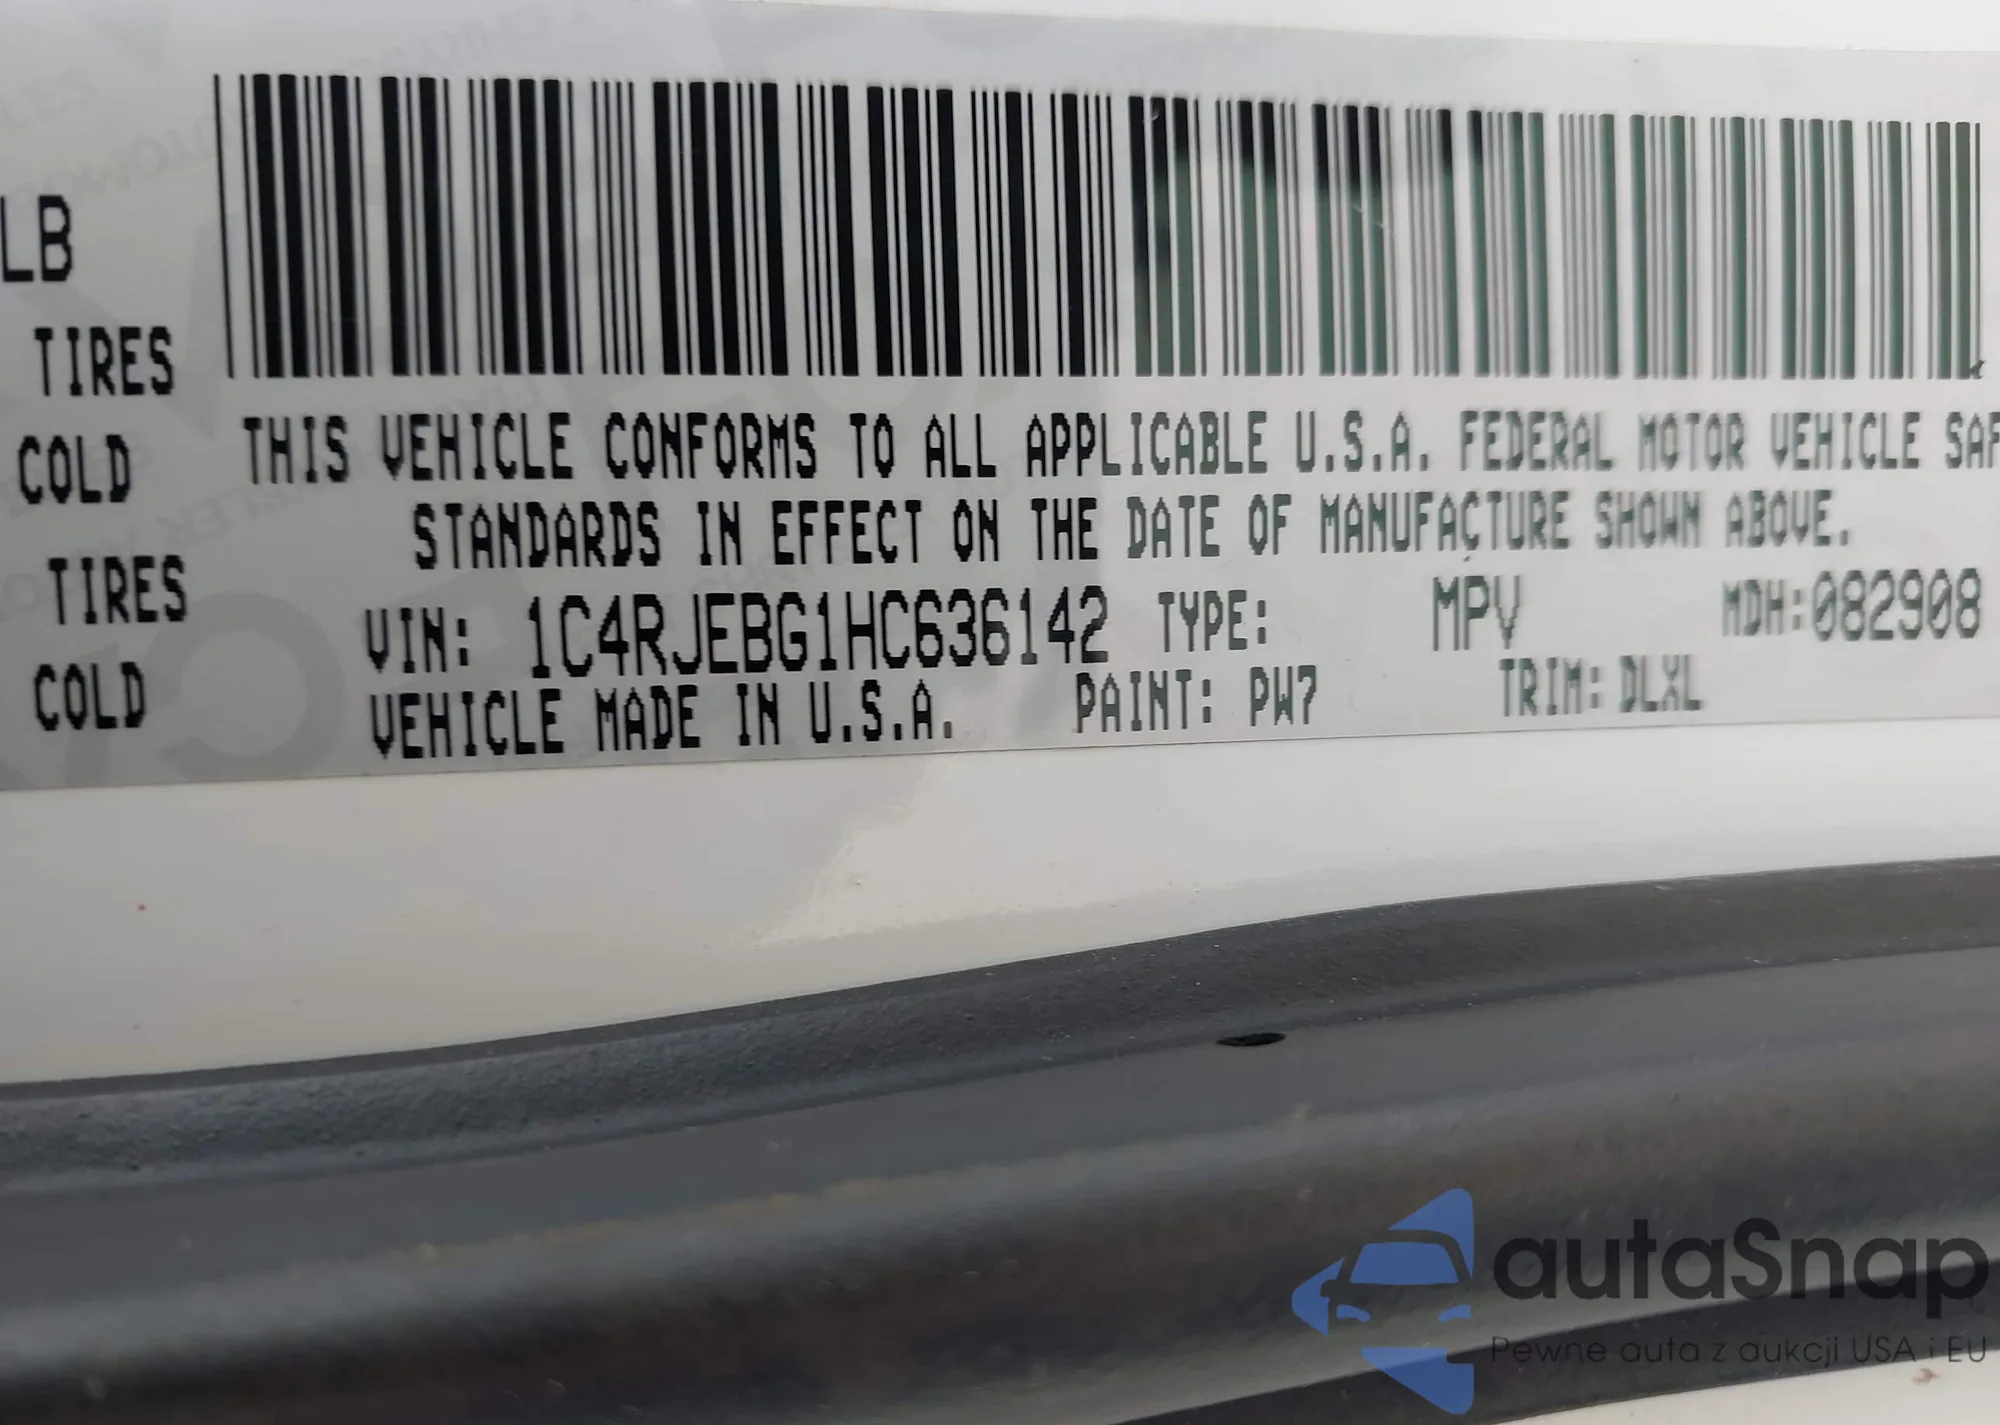 LB
TIRES
COLD
TIRES
COLD
THIS VEHICLE CONFORMS TO ALL APPLICABLE U.S.A. FEDERAL MOTOR VEHICLE SAF
STANDARDS IN EFFECT ON THE DATE OF MANUFACTURE SHOWN ABOVE.
VIN: 1C4RJEBG1HC636142 TYPE: MPV MDH:082908
VEHICLE MADE IN U.S.A. PAINT: PW7 TRIM: DLXL
autaSnap
Pewne auta z aukcji USA i EU